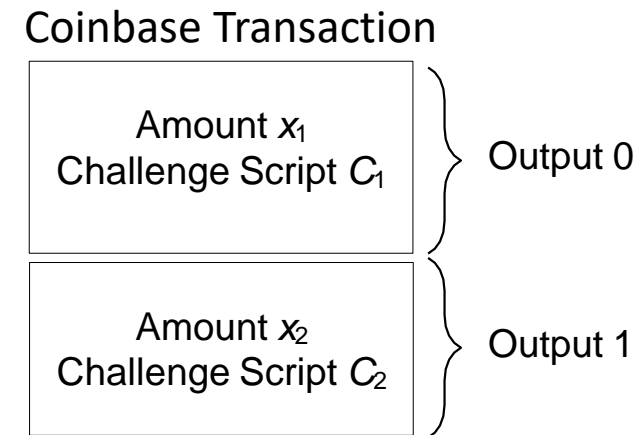 Coinbase Transaction
Amount x₁
Challenge Script C₁
Output 0
Amount x₂
Challenge Script C₂
Output 1